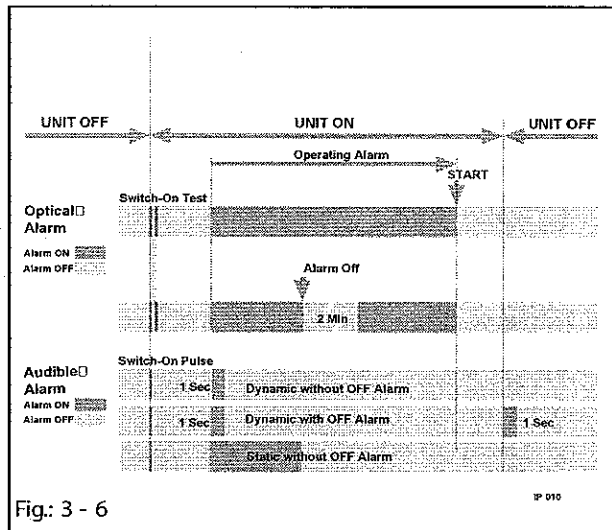 UNIT OFF UNIT ON UNIT OFF
Operating Alarm
START
Switch-On Test
Optical
Alarm
Alarm ON
Alarm OFF
Alarm Off
2 Min
Switch-On Pulse
Audible
Alarm
Alarm ON
Alarm OFF
1 Sec Dynamic without OFF Alarm
1 Sec Dynamic with OFF Alarm 1 Sec
Static without OFF Alarm
Fig.: 3 - 6
IP 010